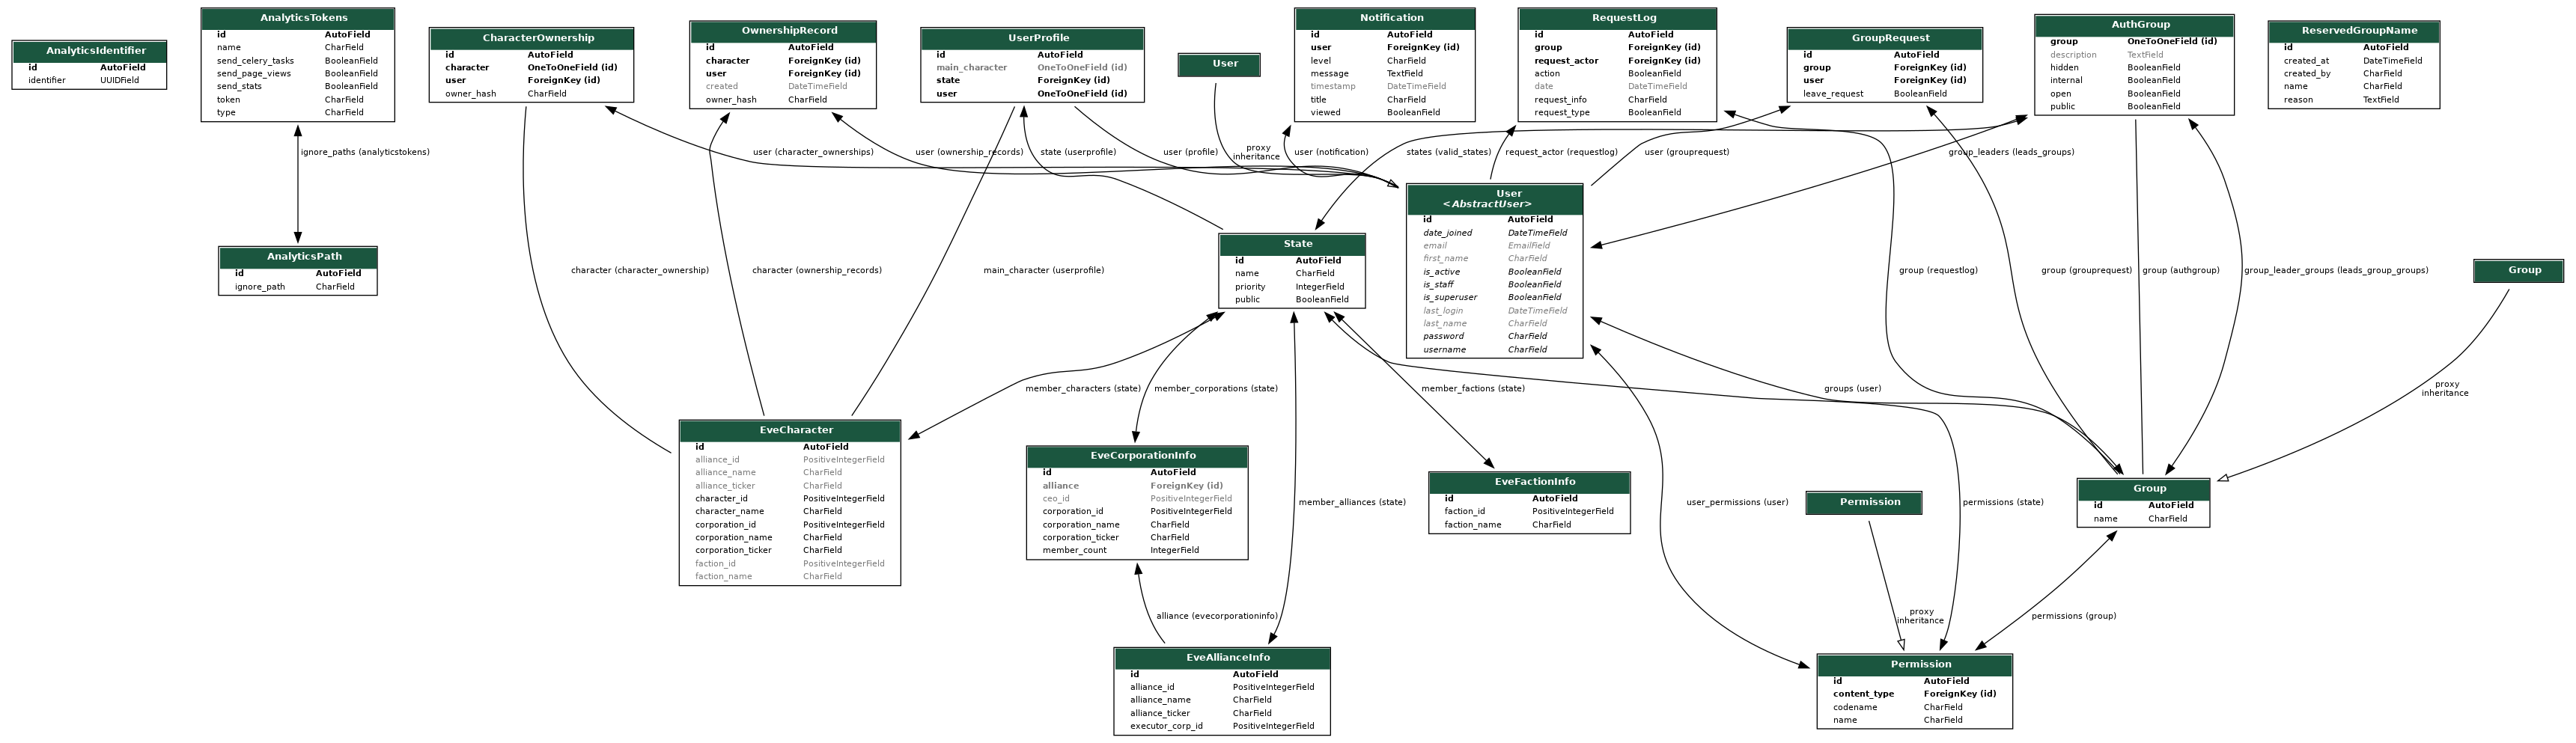 AnalyticsIdentifier
id AutoField
identifier UUIDField
AnalyticsTokens
id AutoField
name CharField
send_celery_tasks BooleanField
send_page_views BooleanField
send_stats BooleanField
token CharField
type CharField
CharacterOwnership
id AutoField
character OneToOneField (id)
user ForeignKey (id)
owner_hash CharField
OwnershipRecord
id AutoField
character ForeignKey (id)
user ForeignKey (id)
created DateTimeField
owner_hash CharField
UserProfile
id AutoField
main_character OneToOneField (id)
state ForeignKey (id)
user OneToOneField (id)
User
Notification
id AutoField
user ForeignKey (id)
level CharField
message TextField
timestamp DateTimeField
title CharField
viewed BooleanField
RequestLog
id AutoField
group ForeignKey (id)
request_actor ForeignKey (id)
action BooleanField
date DateTimeField
request_info CharField
request_type BooleanField
GroupRequest
id AutoField
group ForeignKey (id)
user ForeignKey (id)
leave_request BooleanField
AuthGroup
group OneToOneField (id)
description TextField
hidden BooleanField
internal BooleanField
open BooleanField
public BooleanField
ReservedGroupName
id AutoField
created_at DateTimeField
created_by CharField
name CharField
reason TextField
ignore_paths (analyticstokens)
user (character_ownerships)
user (ownership_records)
state (userprofile)
user (profile)
proxy
inheritance
user (notification)
states (valid_states)
request_actor (requestlog)
user (grouprequest)
group_leaders (leads_groups)
User
<AbstractUser>
id AutoField
date_joined DateTimeField
email EmailField
first_name CharField
is_active BooleanField
is_staff BooleanField
is_superuser BooleanField
last_login DateTimeField
last_name CharField
password CharField
username CharField
State
id AutoField
name CharField
priority IntegerField
public BooleanField
AnalyticsPath
id AutoField
ignore_path CharField
character (character_ownership)
character (ownership_records)
main_character (userprofile)
group (requestlog)
group (grouprequest)
group (authgroup)
group_leader_groups (leads_group_groups)
Group
member_characters (state)
member_corporations (state)
member_factions (state)
groups (user)
proxy
inheritance
EveCharacter
id AutoField
alliance_id PositiveIntegerField
alliance_name CharField
alliance_ticker CharField
character_id PositiveIntegerField
character_name CharField
corporation_id PositiveIntegerField
corporation_name CharField
corporation_ticker CharField
faction_id PositiveIntegerField
faction_name CharField
EveCorporationInfo
id AutoField
alliance ForeignKey (id)
ceo_id PositiveIntegerField
corporation_id PositiveIntegerField
corporation_name CharField
corporation_ticker CharField
member_count IntegerField
member_alliances (state)
EveFactionInfo
id AutoField
faction_id PositiveIntegerField
faction_name CharField
user_permissions (user)
Permission
permissions (state)
Group
id AutoField
name CharField
alliance (evecorporationinfo)
proxy
inheritance
permissions (group)
EveAllianceInfo
id AutoField
alliance_id PositiveIntegerField
alliance_name CharField
alliance_ticker CharField
executor_corp_id PositiveIntegerField
Permission
id AutoField
content_type ForeignKey (id)
codename CharField
name CharField